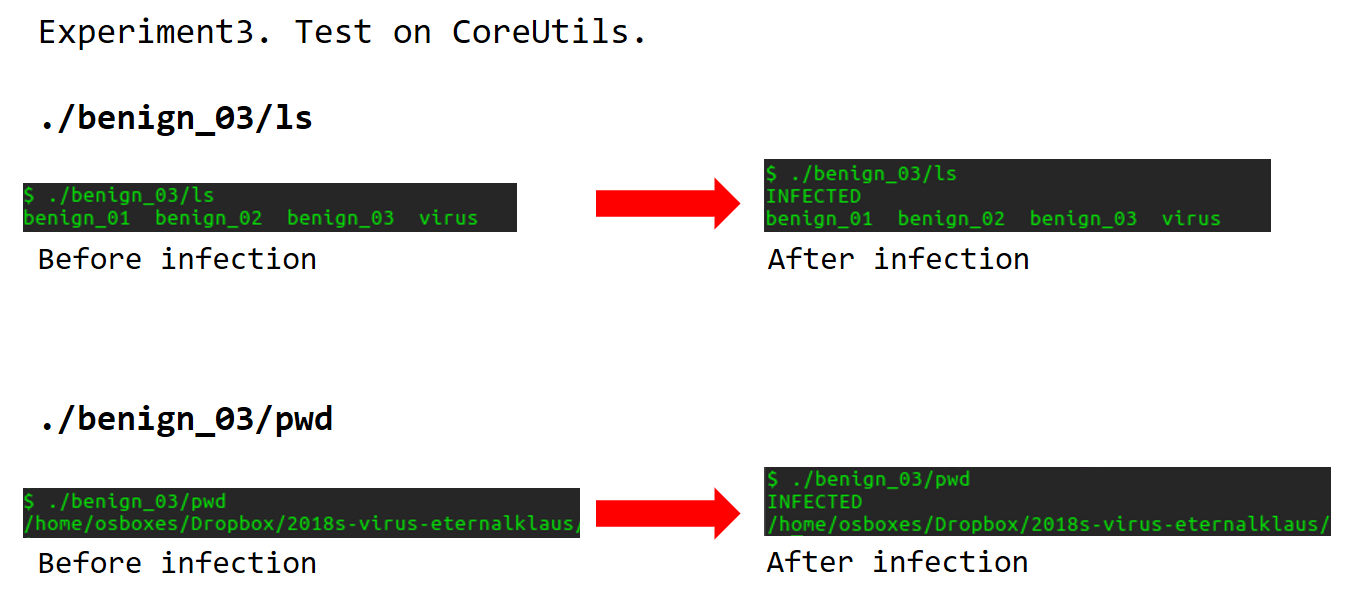 Experiment3. Test on CoreUtils.
./benign_03/ls
$ ./benign_03/ls
benign_01  benign_02  benign_03  virus
Before infection
$ ./benign_03/ls
INFECTED
benign_01  benign_02  benign_03  virus
After infection
./benign_03/pwd
$ ./benign_03/pwd
/home/osboxes/Dropbox/2018s-virus-eternalklaus/
Before infection
$ ./benign_03/pwd
INFECTED
/home/osboxes/Dropbox/2018s-virus-eternalklaus/
After infection